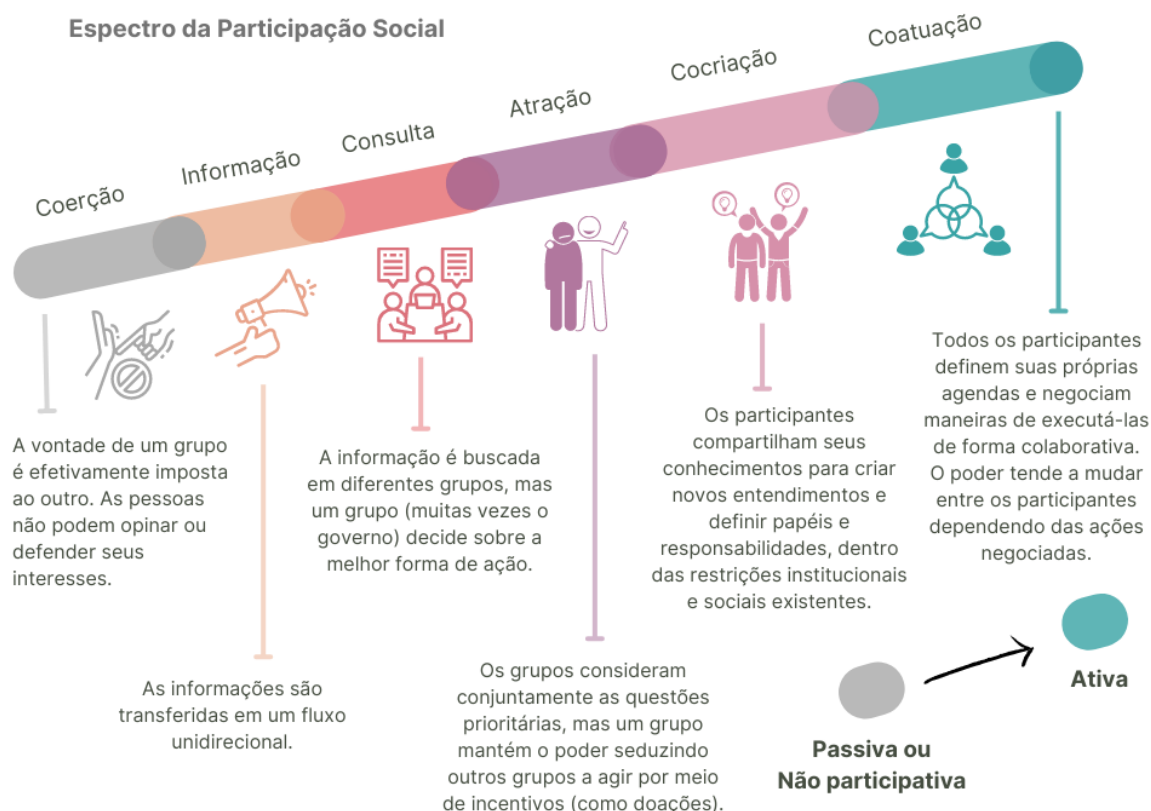 Espectro da Participação Social
Coerção
Informação
Consulta
Atração
Cocriação
Coatuação
A vontade de um grupo
é efetivamente imposta
ao outro. As pessoas
não podem opinar ou
defender seus
interesses.
As informações são
transferidas em um fluxo
unidirecional.
A informação é buscada
em diferentes grupos, mas
um grupo (muitas vezes o
governo) decide sobre a
melhor forma de ação.
Os grupos consideram
conjuntamente as questões
prioritárias, mas um grupo
mantém o poder seduzindo
outros grupos a agir por meio
de incentivos (como doações).
Os participantes
compartilham seus
conhecimentos para criar
novos entendimentos e
definir papéis e
responsabilidades, dentro
das restrições institucionais
e sociais existentes.
Todos os participantes
definem suas próprias
agendas e negociam
maneiras de executá-las
de forma colaborativa.
O poder tende a mudar
entre os participantes
dependendo das ações
negociadas.
Passiva ou
Não participativa
Ativa